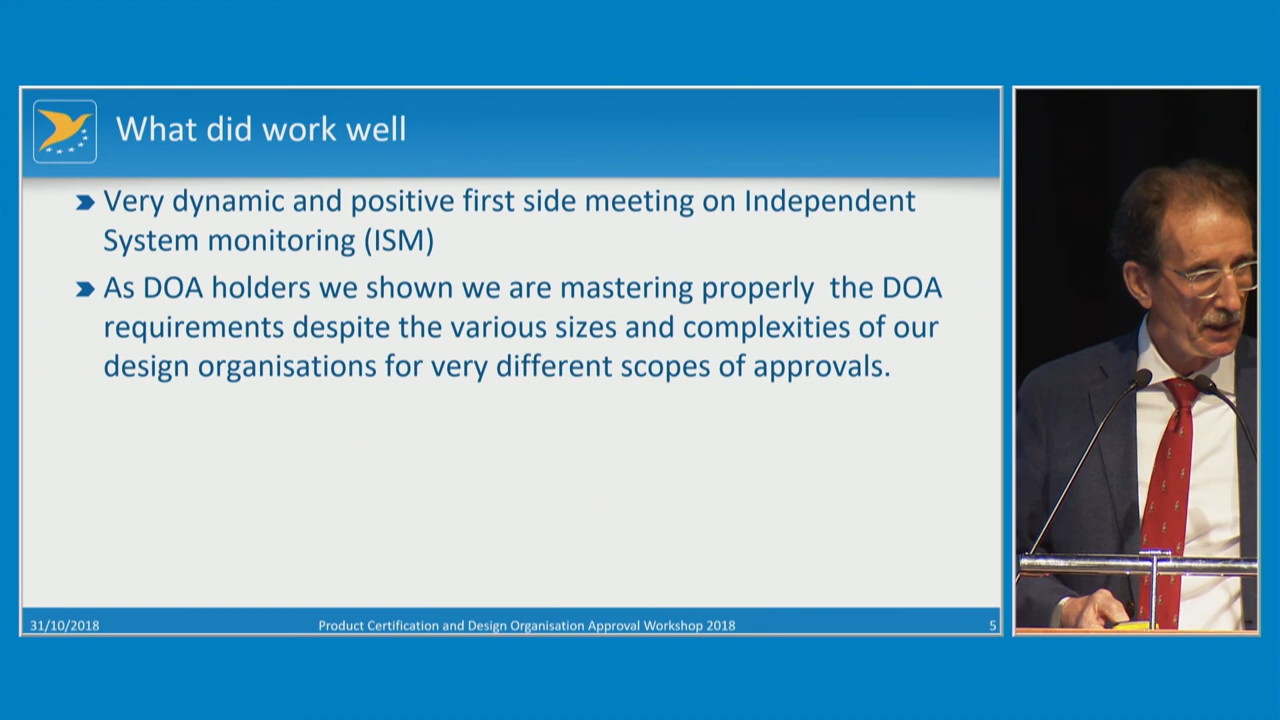 What did work well
Very dynamic and positive first side meeting on Independent
System monitoring (ISM)
As DOA holders we shown we are mastering properly  the DOA
requirements despite the various sizes and complexities of our
design organisations for very different scopes of approvals.
31/10/2018
Product Certification and Design Organisation Approval Workshop 2018
5